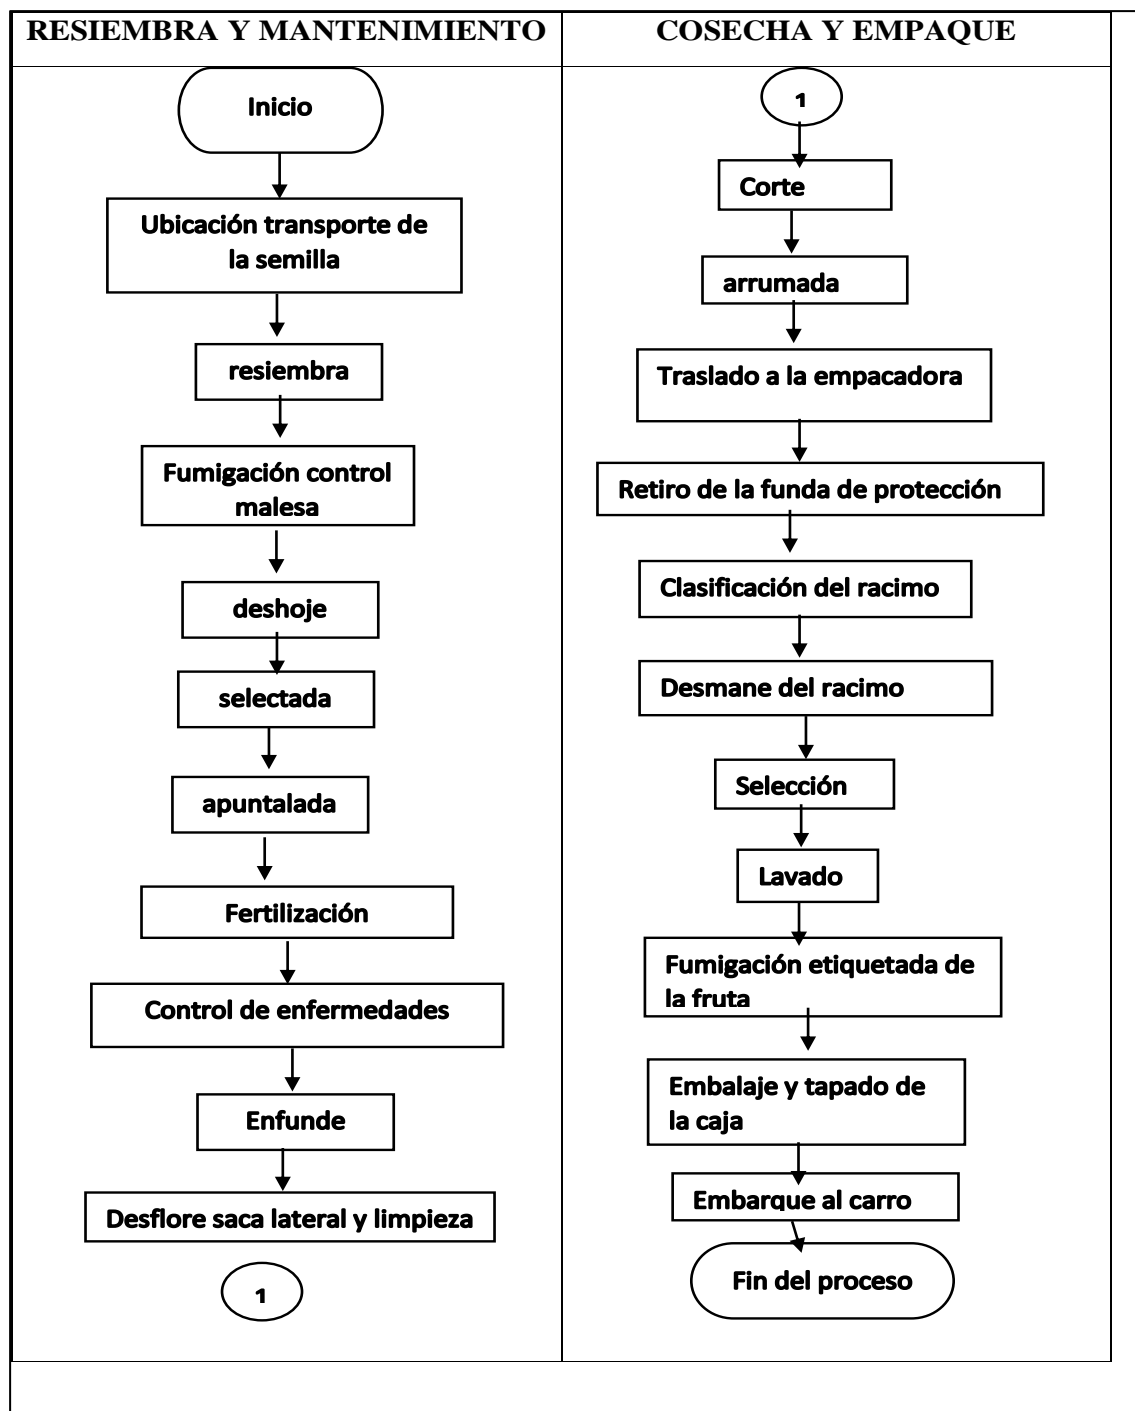 RESIEMBRA Y MANTENIMIENTO
Inicio
Ubicación transporte de
la semilla
resiembra
Fumigación control
malesa
deshoje
selectada
apuntalada
Fertilización
Control de enfermedades
Enfunde
Desflore saca lateral y limpieza
1
COSECHA Y EMPAQUE
1
Corte
arrumada
Traslado a la empacadora
Retiro de la funda de protección
Clasificación del racimo
Desmane del racimo
Selección
Lavado
Fumigación etiquetada de
la fruta
Embalaje y tapado de
la caja
Embarque al carro
Fin del proceso